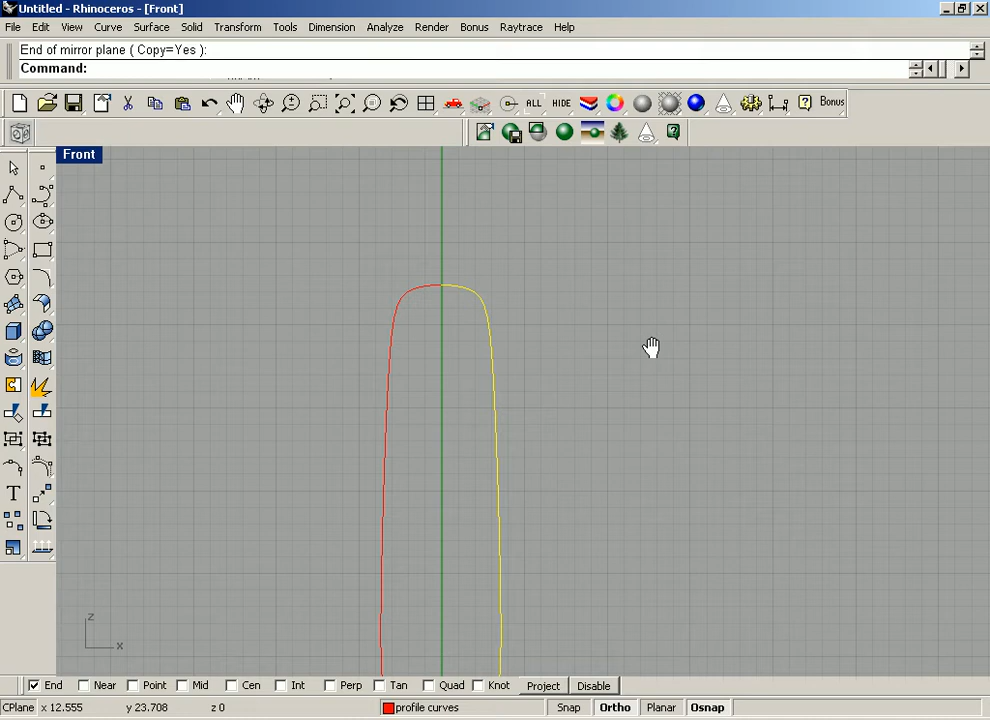 Untitled - Rhinoceros - [Front]
File Edit View Curve Surface Solid Transform Tools Dimension Analyze Render Bonus Raytrace Help
End of mirror plane ( Copy=Yes ):
Command:
ALL HIDE Bonus
Front
T
z
x
End Near Point Mid Cen Int Perp Tan Quad Knot Project Disable
CPlane x 12.555 y 23.708 z 0 profile curves Snap Ortho Planar Osnap